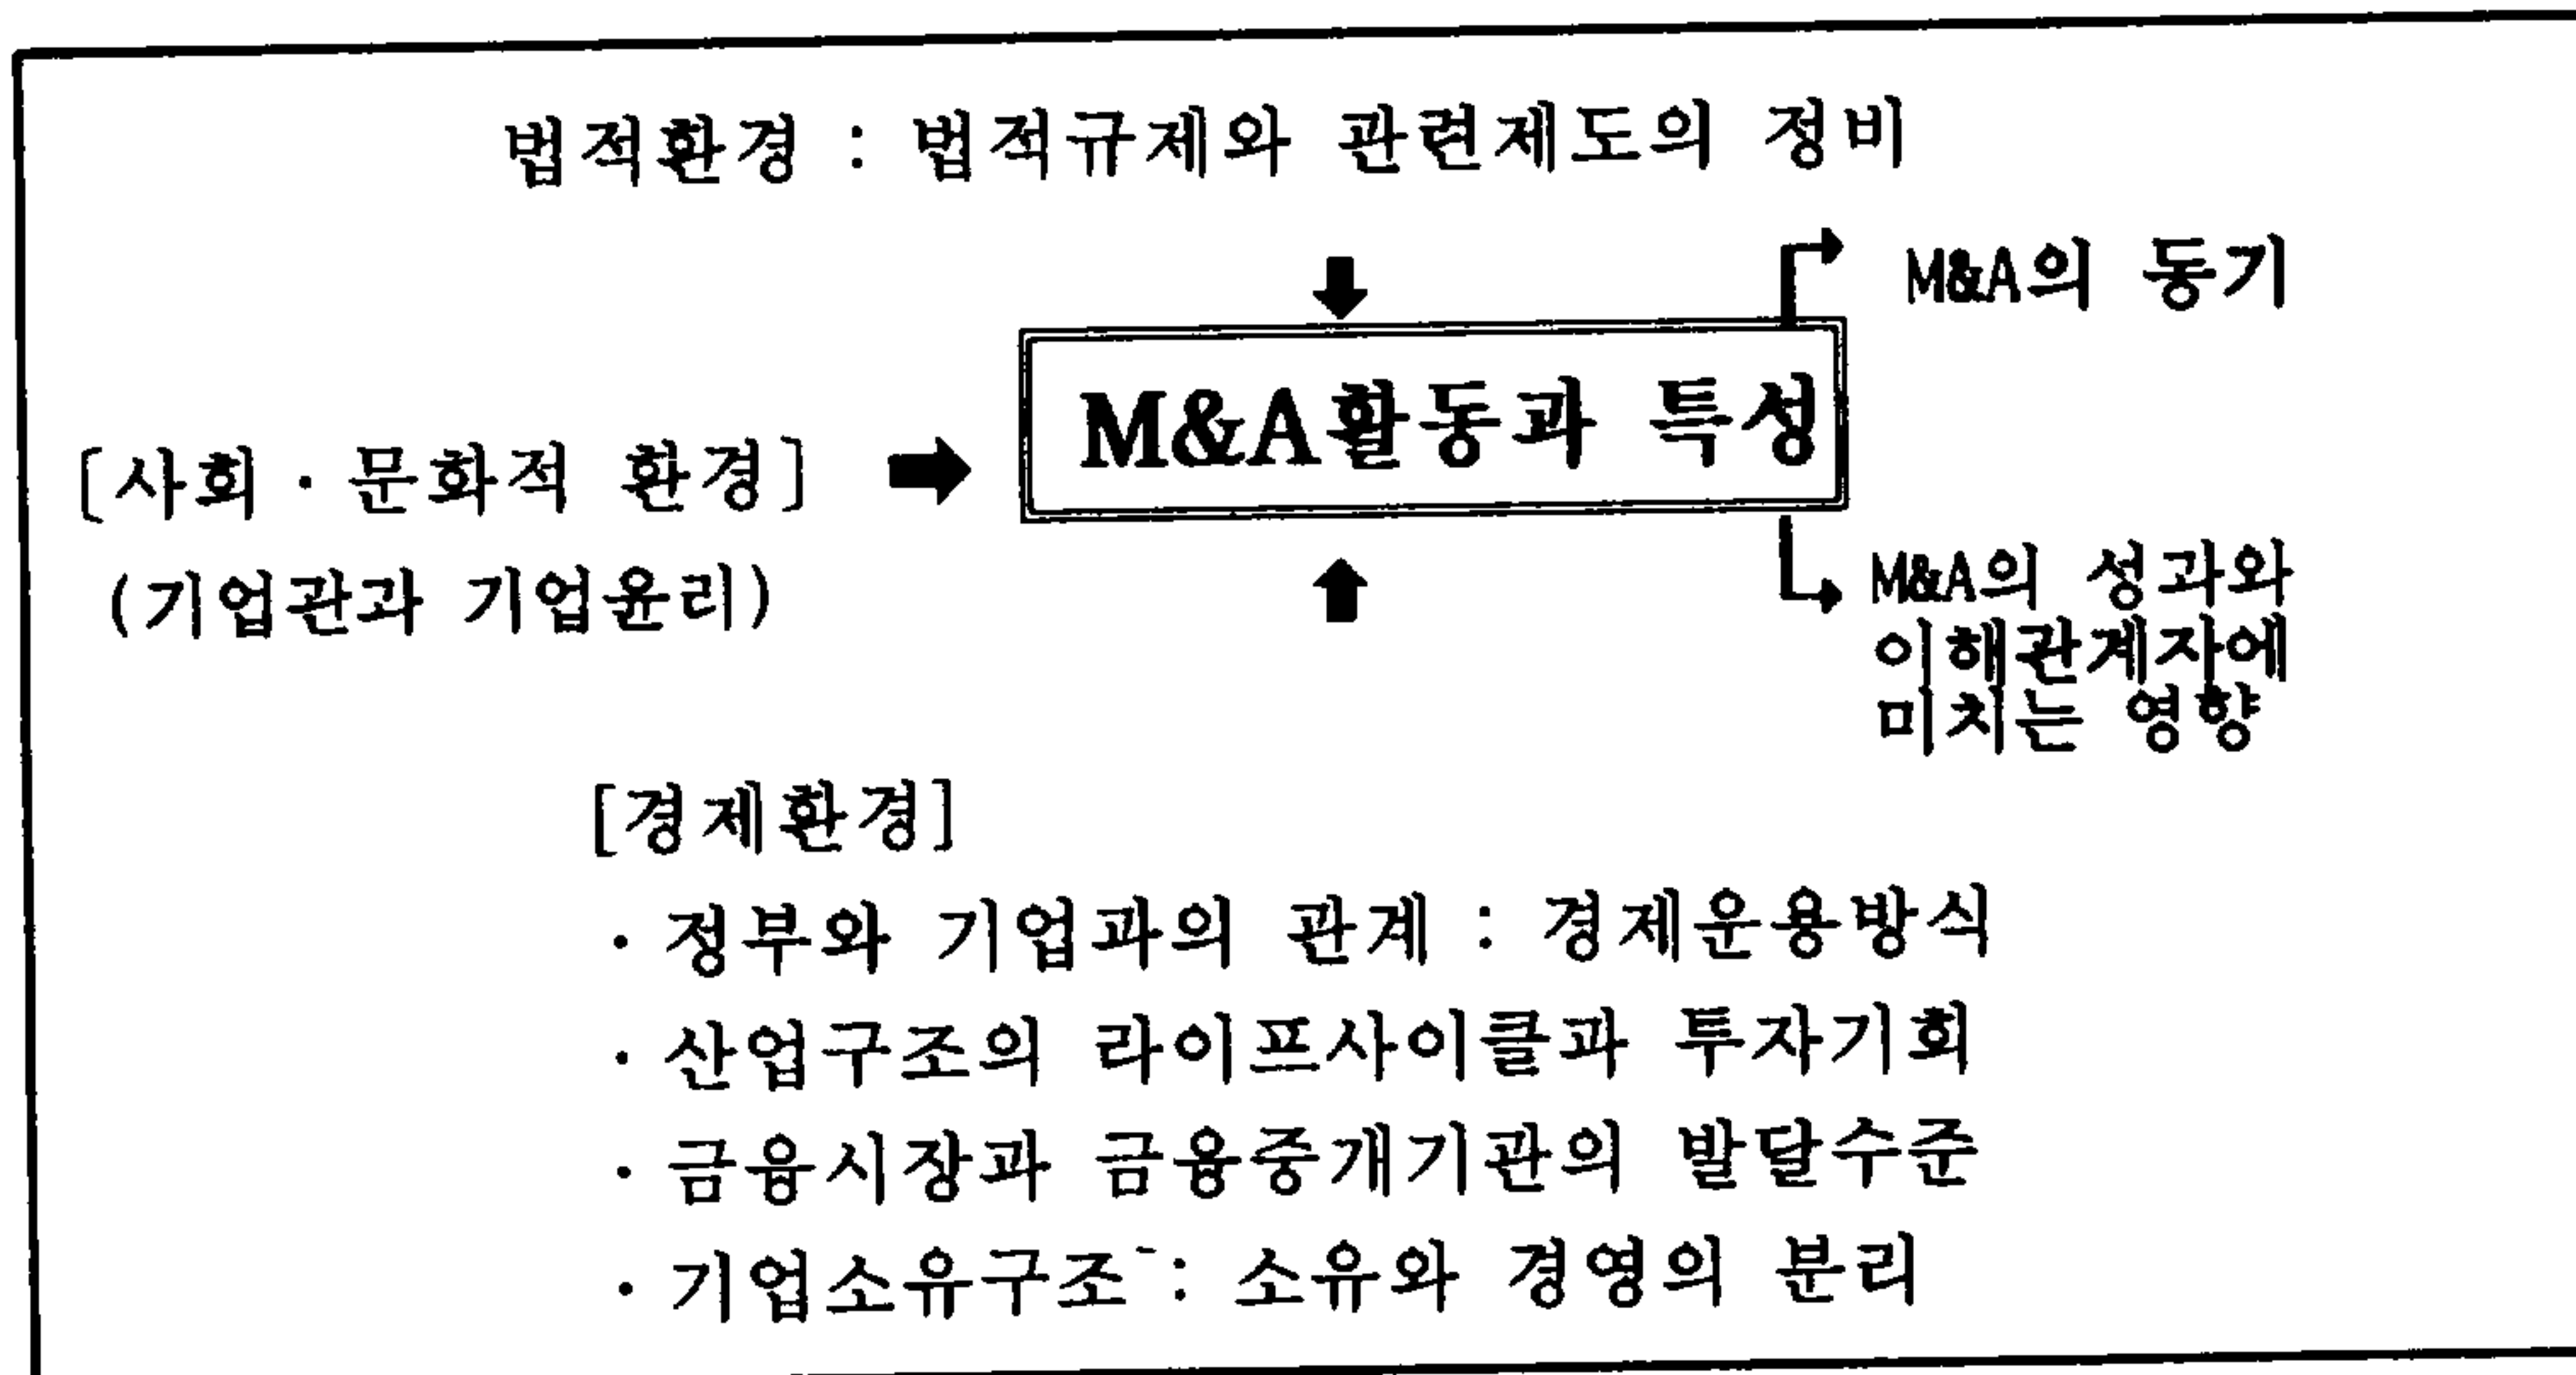 법적환경 : 법적규제와 관련제도의 정비
M&A의 동기
M&A활동과 특성
[사회 · 문화적 환경]
(기업관과 기업윤리)
M&A의 성과와
이해관계자에
미치는 영향
[경제환경]
· 정부와 기업과의 관계 : 경제운용방식
· 산업구조의 라이프사이클과 투자기회
· 금융시장과 금융중개기관의 발달수준
· 기업소유구조 : 소유와 경영의 분리